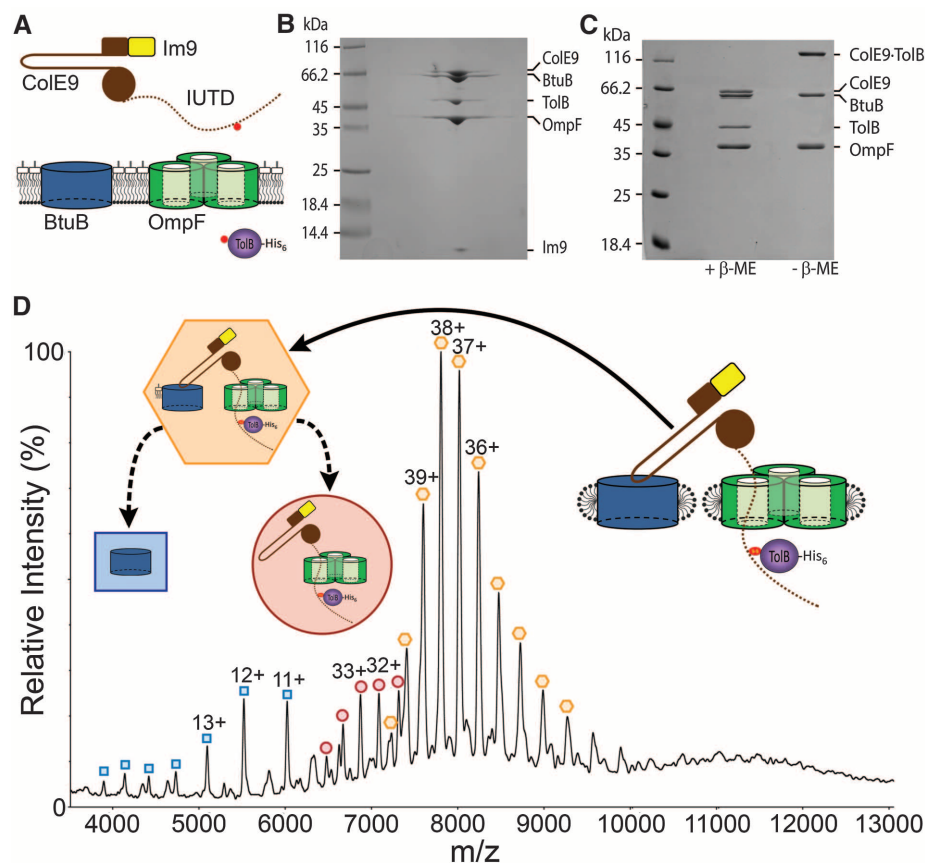 A
Im9
ColE9
IUTD
BtuB
OmpF
TolB -His6
B
kDa
116
66.2
45
35
25
18.4
14.4
ColE9
BtuB
TolB
OmpF
Im9
C
kDa
116
66.2
45
35
25
18.4
ColE9·TolB
ColE9
BtuB
TolB
OmpF
+ β-ME
- β-ME
D
Relative Intensity (%)
100
0
38+
37+
36+
39+
33+
32+
13+
12+
11+
TolB -His6
TolB -His6
TolB -His6
4000 5000 6000 7000 8000 9000 10000 11000 12000 13000
m/z